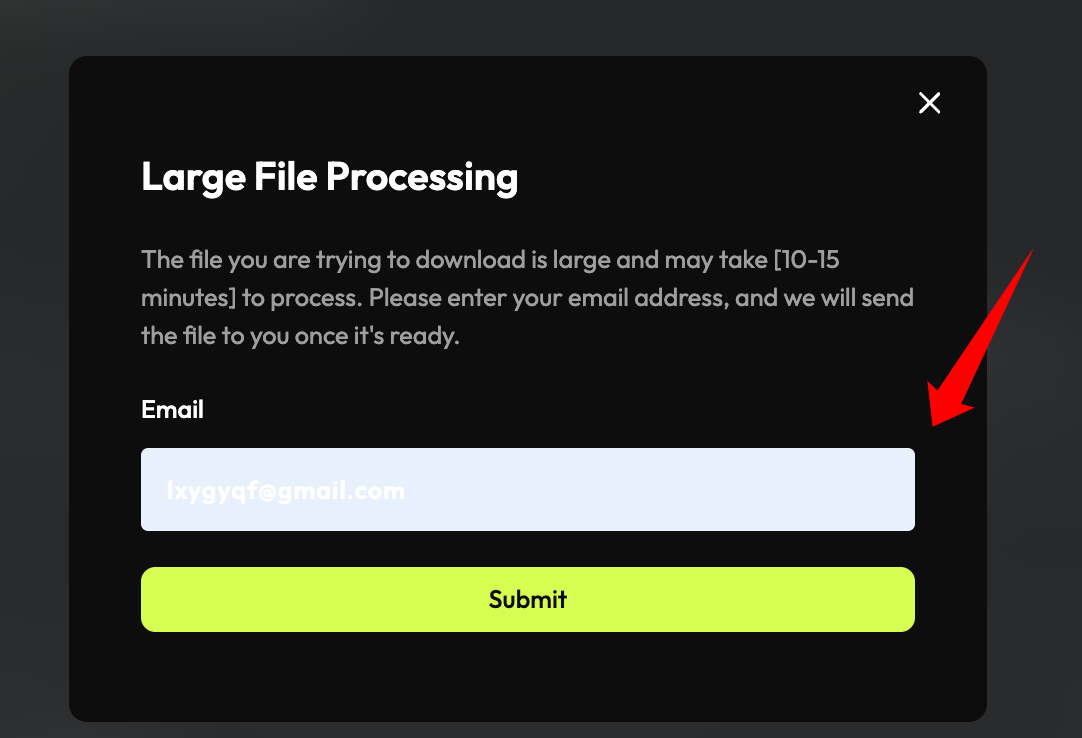 Large File Processing
The file you are trying to download is large and may take [10-15
minutes] to process. Please enter your email address, and we will send
the file to you once it's ready.
Email
lxygyqf@gmail.com
Submit